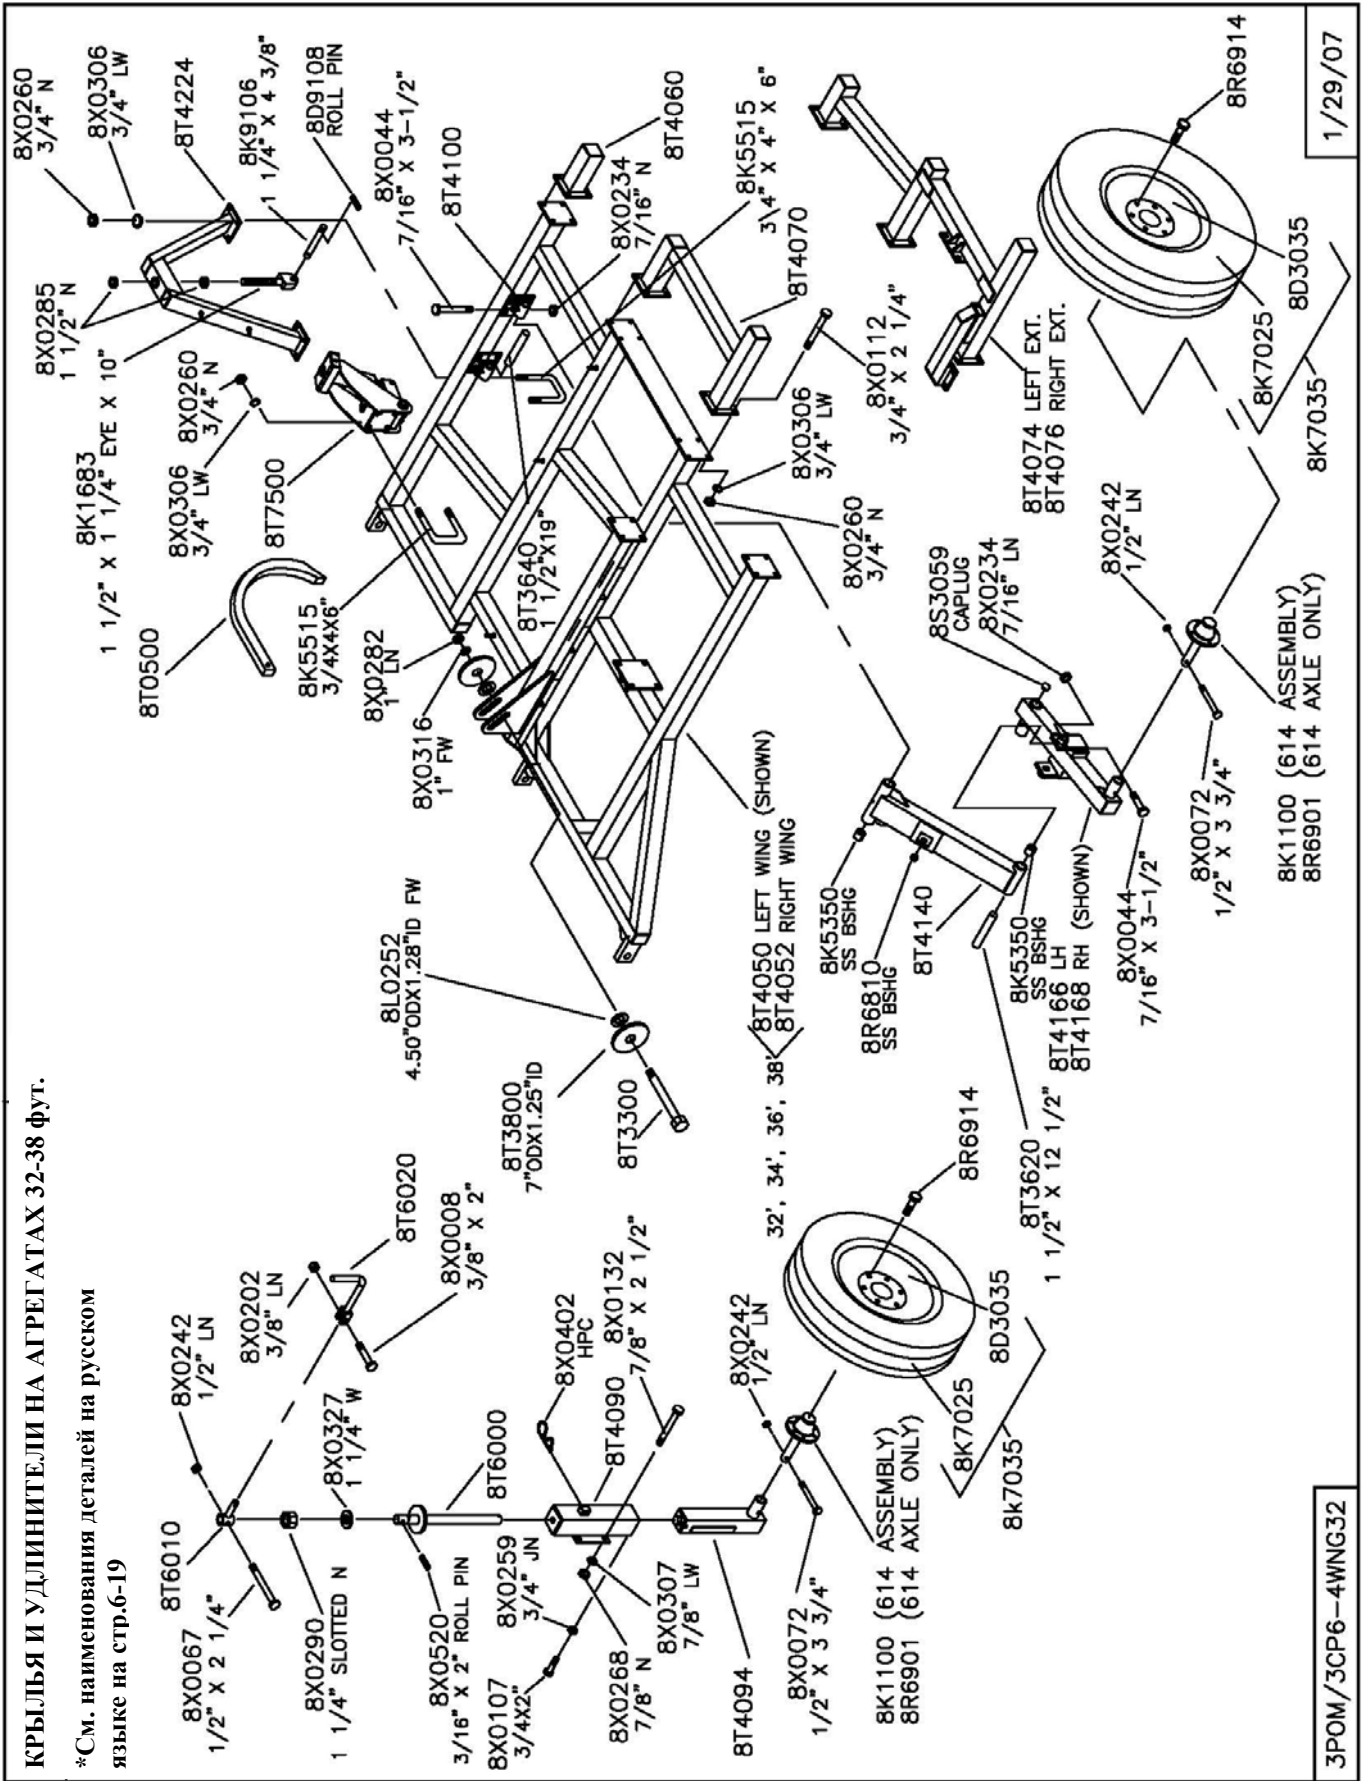 КРЫЛЬЯ И УДЛИНИТЕЛИ НА АГРЕГАТАХ 32-38 фут.
*См. наименования деталей на русском
языке на стр.6-19
8X0242
1/2" LN
8X0202
3/8" LN
8T6020
8X0008
3/8" X 2"
8T6010
8X0067
1/2" X 2 1/4"
8X0290
1 1/4" SLOTTED N
8X0327
1 1/4" W
8X0520
3/16" X 2" ROLL PIN
8T6000
8X0402
HPC
8T4090
8X0132
7/8" X 2 1/2"
8X0107
3/4X2"
8X0259
3/4" JN
8X0268
7/8" N
8X0307
7/8" LW
8T4094
8X0242
1/2" LN
8X0072
1/2" X 3 3/4"
8K1100 (614 ASSEMBLY)
8R6901 (614 AXLE ONLY)
8K7025
8D3035
8k7035
8R6914
8L0252
4.50"ODX1.28"ID FW
8T3800
7"ODX1.25"ID
8T3300
32', 34', 36', 38'
8T4050 LEFT WING (SHOWN)
8T4052 RIGHT WING
8T0500
8K1683
1 1/2" X 1 1/4" EYE X 10"
8X0285
1 1/2" N
8X0260
3/4" N
8X0306
3/4" LW
8T4224
8K9106
1 1/4" X 4 3/8"
8D9108
ROLL PIN
8X0306
3/4" LW
8X0260
3/4" N
8T7500
8K5515
3/4X4X6"
8X0282
1" LN
8X0316
1" FW
8T3640
1 1/2"X19"
8X0044
7/16" X 3-1/2"
8T4100
8X0234
7/16" N
8T4060
8K5515
3\4" X 4" X 6"
8T4070
8X0112
3/4" X 2 1/4"
8X0306
3/4" LW
8X0260
3/4" N
8K5350
SS BSHG
8R6810
SS BSHG
8T4140
8T3620
1 1/2" X 12 1/2"
8K5350
SS BSHG
8T4166 LH
8T4168 RH (SHOWN)
8S3059
CAPLUG
8X0234
7/16" LN
8X0044
7/16" X 3-1/2"
8X0072
1/2" X 3 3/4"
8X0242
1/2" LN
8K1100 (614 ASSEMBLY)
8R6901 (614 AXLE ONLY)
8T4074 LEFT EXT.
8T4076 RIGHT EXT.
8R6914
8D3035
8K7025
8K7035
3POM/3CP6-4WNG32
1/29/07